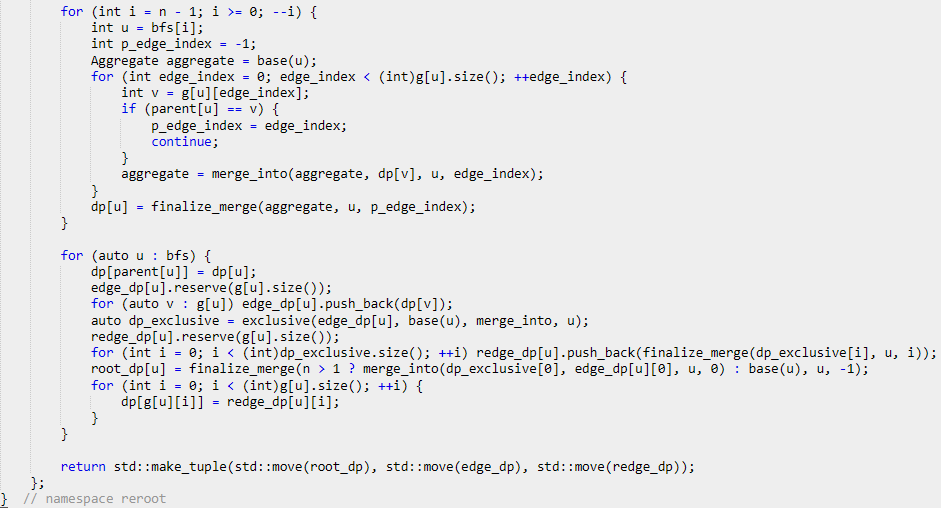 for (int i = n - 1; i >= 0; --i) {
int u = bfs[i];
int p_edge_index = -1;
Aggregate aggregate = base(u);
for (int edge_index = 0; edge_index < (int)g[u].size(); ++edge_index) {
int v = g[u][edge_index];
if (parent[u] == v) {
p_edge_index = edge_index;
continue;
}
aggregate = merge_into(aggregate, dp[v], u, edge_index);
}
dp[u] = finalize_merge(aggregate, u, p_edge_index);
}
for (auto u : bfs) {
dp[parent[u]] = dp[u];
edge_dp[u].reserve(g[u].size());
for (auto v : g[u]) edge_dp[u].push_back(dp[v]);
auto dp_exclusive = exclusive(edge_dp[u], base(u), merge_into, u);
redge_dp[u].reserve(g[u].size());
for (int i = 0; i < (int)dp_exclusive.size(); ++i) redge_dp[u].push_back(finalize_merge(dp_exclusive[i], u, i));
root_dp[u] = finalize_merge(n > 1 ? merge_into(dp_exclusive[0], edge_dp[u][0], u, 0) : base(u), u, -1);
for (int i = 0; i < (int)g[u].size(); ++i) {
dp[g[u][i]] = redge_dp[u][i];
}
}
return std::make_tuple(std::move(root_dp), std::move(edge_dp), std::move(redge_dp));
};
} // namespace reroot